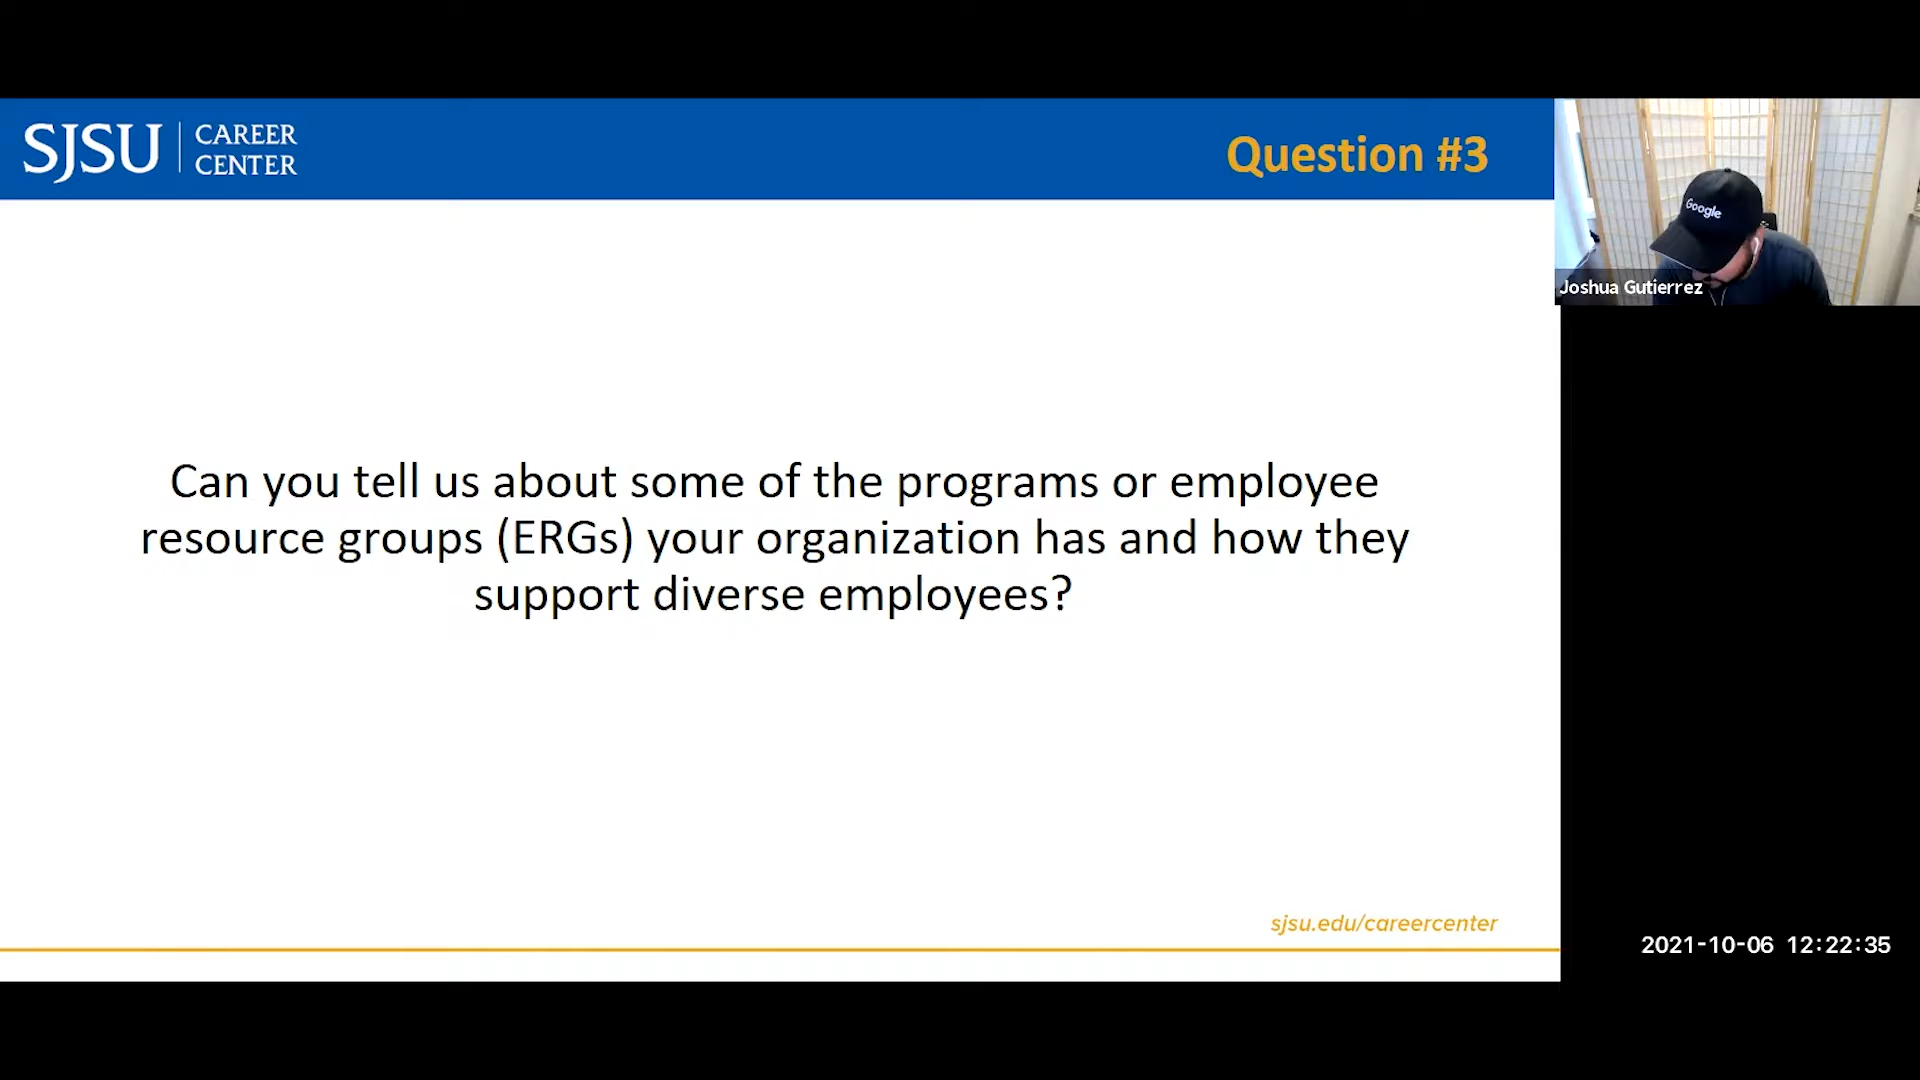 SJSU
CAREER
CENTER
Question #3
Google
Joshua Gutierrez
Can you tell us about some of the programs or employee
resource groups (ERGs) your organization has and how they
support diverse employees?
sjsu.edu/careercenter
2021-10-06 12:22:35